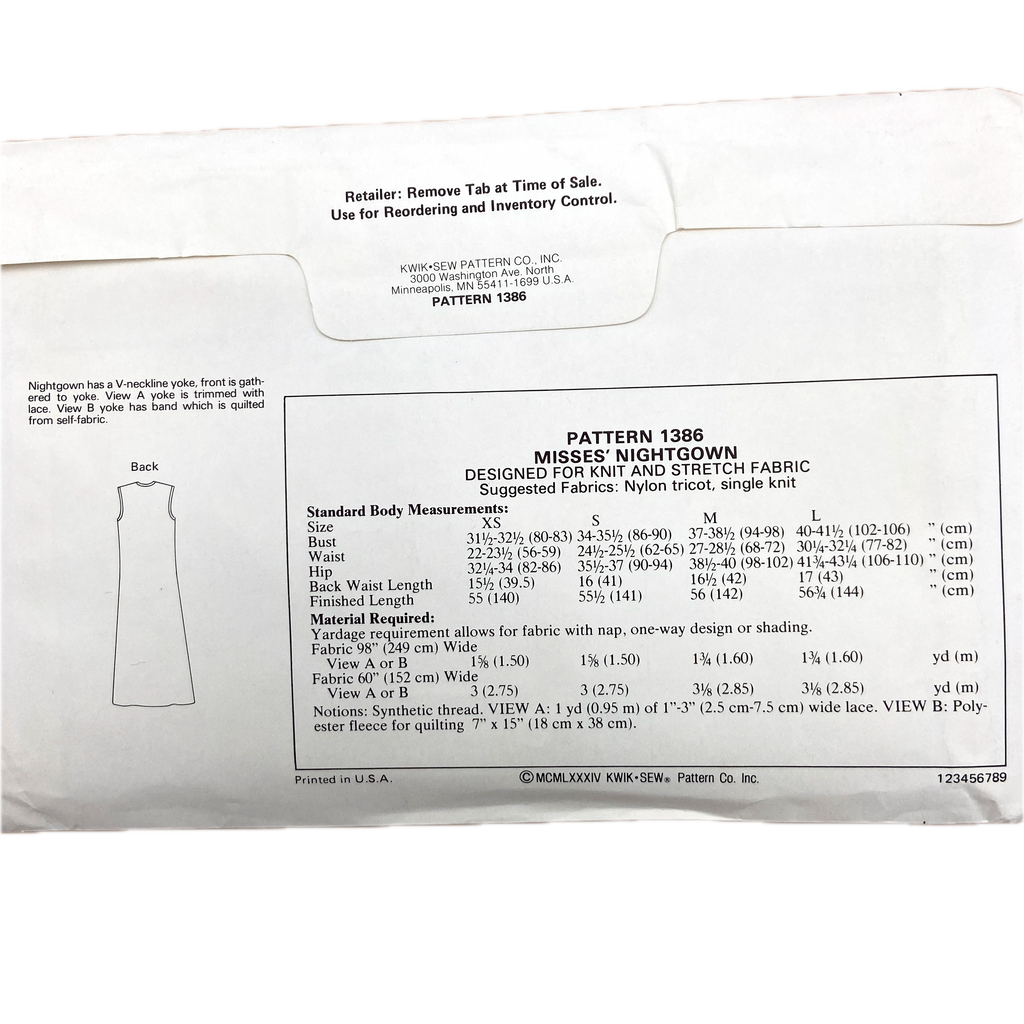 Retailer: Remove Tab at Time of Sale.
Use for Reordering and Inventory Control.
KWIK•SEW PATTERN CO., INC.
3000 Washington Ave. North
Minneapolis, MN 55411-1699 U.S.A.
PATTERN 1386
Nightgown has a V-neckline yoke, front is gath-
ered to yoke. View A yoke is trimmed with
lace. View B yoke has band which is quilted
from self-fabric.
Back
PATTERN 1386
MISSES' NIGHTGOWN
DESIGNED FOR KNIT AND STRETCH FABRIC
Suggested Fabrics: Nylon tricot, single knit
Standard Body Measurements:
Size XS S M L
Bust 31½-32½ (80-83) 34-35½ (86-90) 37-38½ (94-98) 40-41½ (102-106) " (cm)
Waist 22-23½ (56-59) 24½-25½ (62-65) 27-28½ (68-72) 30¼-32¼ (77-82) " (cm)
Hip 32¼-34 (82-86) 35½-37 (90-94) 38½-40 (98-102) 41¾-43¼ (106-110) " (cm)
Back Waist Length 15½ (39.5) 16 (41) 16½ (42) 17 (43) " (cm)
Finished Length 55 (140) 55½ (141) 56 (142) 56¾ (144) " (cm)
Material Required:
Yardage requirement allows for fabric with nap, one-way design or shading.
Fabric 98" (249 cm) Wide
View A or B 1⅝ (1.50) 1⅝ (1.50) 1¾ (1.60) 1¾ (1.60) yd (m)
Fabric 60" (152 cm) Wide
View A or B 3 (2.75) 3 (2.75) 3⅛ (2.85) 3⅛ (2.85) yd (m)
Notions: Synthetic thread. VIEW A: 1 yd (0.95 m) of 1"-3" (2.5 cm-7.5 cm) wide lace. VIEW B: Poly-
ester fleece for quilting 7" x 15" (18 cm x 38 cm).
Printed in U.S.A. © MCMLXXXIV KWIK•SEW® Pattern Co. Inc. 123456789